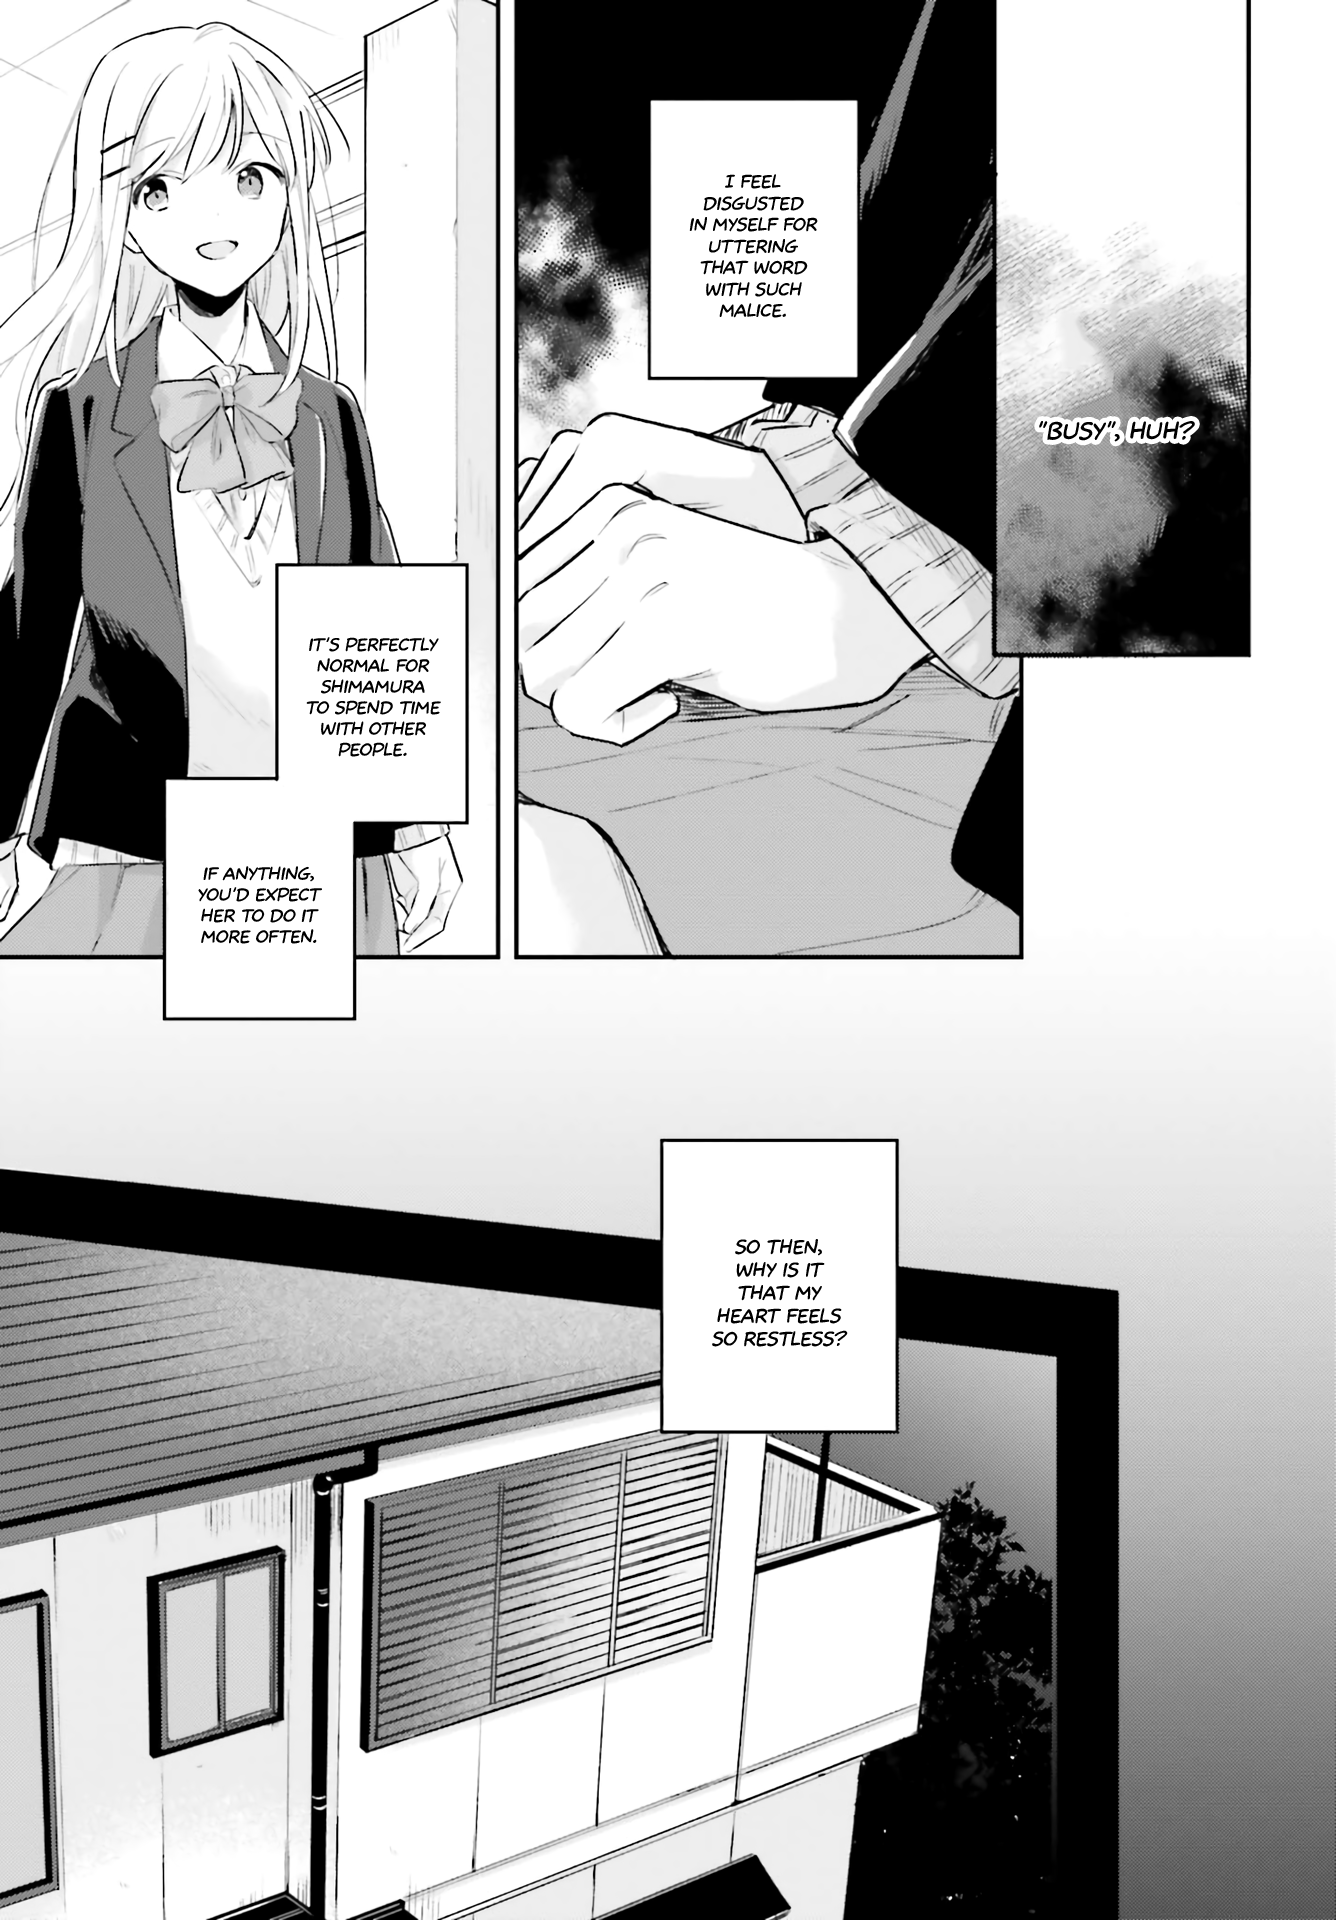 "BUSY", HUH?
I FEEL
DISGUSTED
IN MYSELF FOR
UTTERING
THAT WORD
WITH SUCH
MALICE.
IT'S PERFECTLY
NORMAL FOR
SHIMAMURA
TO SPEND TIME
WITH OTHER
PEOPLE.
IF ANYTHING,
YOU'D EXPECT
HER TO DO IT
MORE OFTEN.
SO THEN,
WHY IS IT
THAT MY
HEART FEELS
SO RESTLESS?